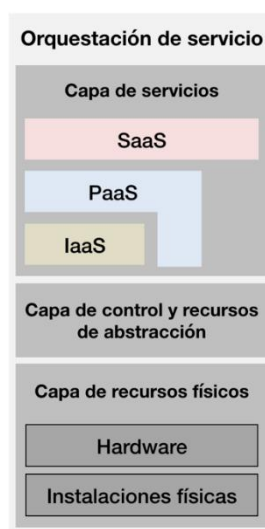 Orquestación de servicio
Capa de servicios
SaaS
PaaS
IaaS
Capa de control y recursos
de abstracción
Capa de recursos físicos
Hardware
Instalaciones físicas